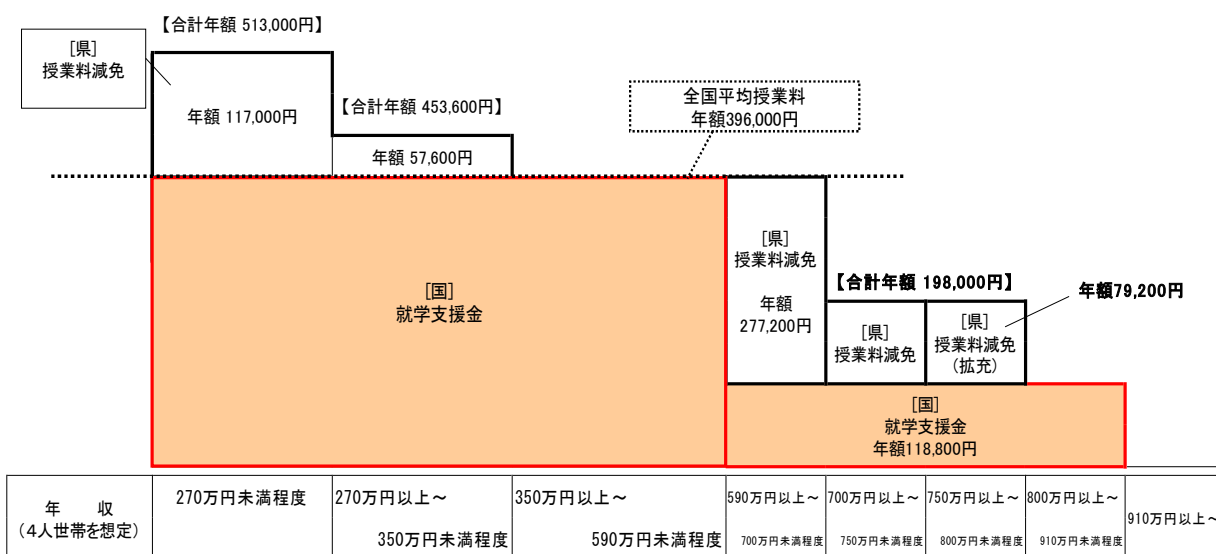 【合計年額 513,000円】
[県]
授業料減免
年額 117,000円
【合計年額 453,600円】
年額 57,600円
全国平均授業料
年額396,000円
[国]
就学支援金
[県]
授業料減免
年額
277,200円
【合計年額 198,000円】
[県]
授業料減免
[県]
授業料減免
(拡充)
年額79,200円
[国]
就学支援金
年額118,800円
年　　収
(4人世帯を想定)
270万円未満程度
270万円以上～
350万円未満程度
350万円以上～
590万円未満程度
590万円以上～
700万円未満程度
700万円以上～
750万円未満程度
750万円以上～
800万円未満程度
800万円以上～
910万円未満程度
910万円以上～